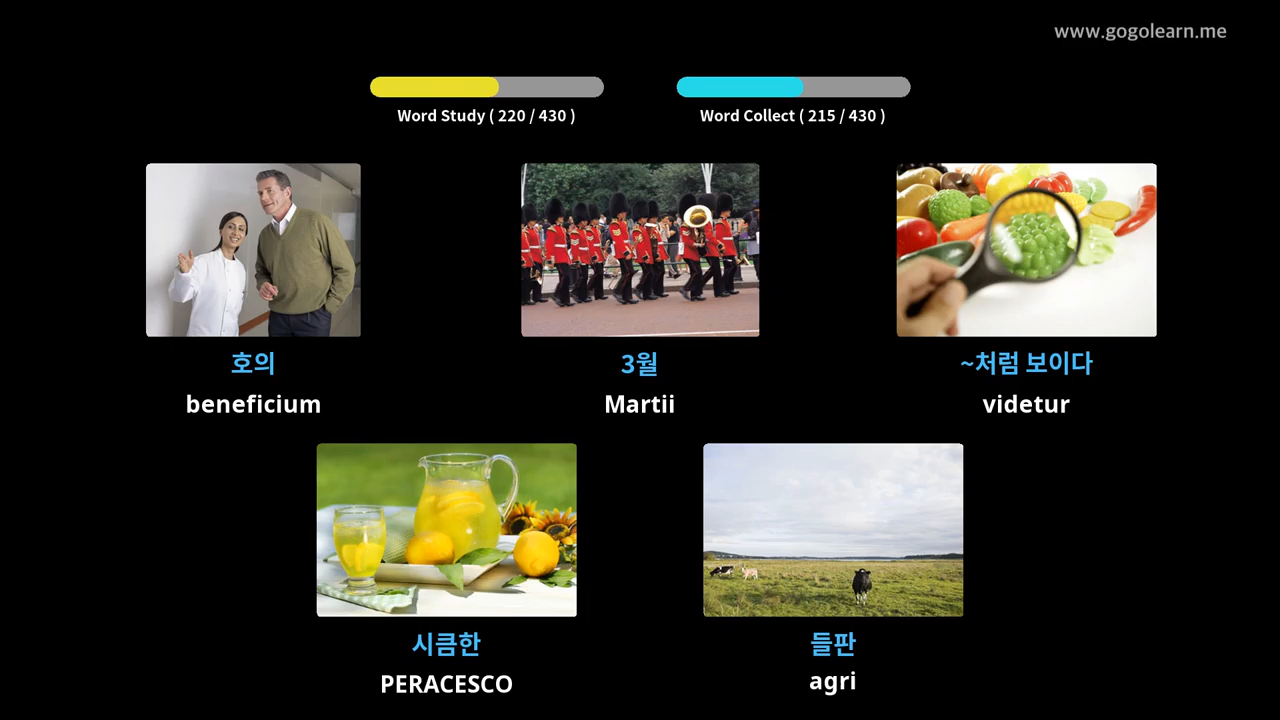 www.gogolearn.me
Word Study ( 220 / 430 )
Word Collect ( 215 / 430 )
호의
3월
~처럼 보이다
beneficium
Martii
videtur
시큼한
들판
PERACESCO
agri